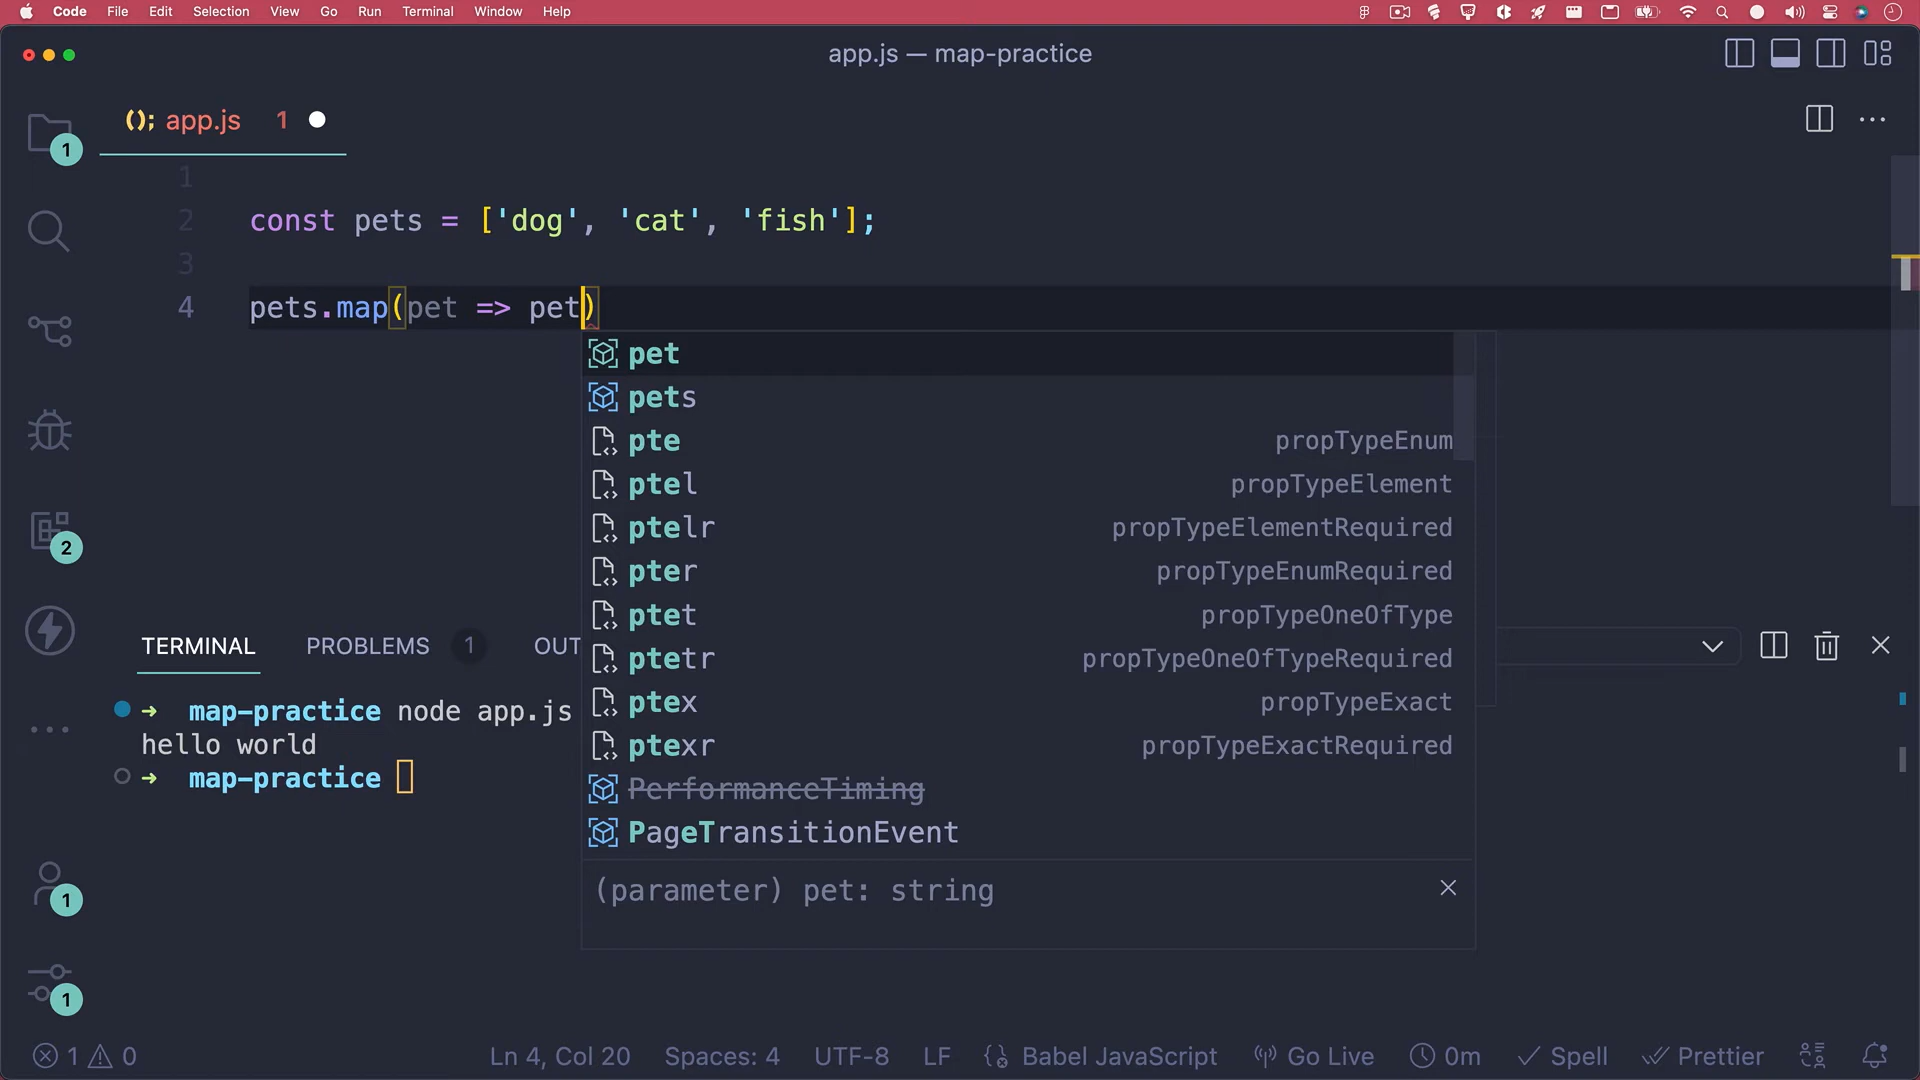 Code File Edit Selection View Go Run Terminal Window Help
app.js — map-practice
(); app.js 1
1
1
2 const pets = ['dog', 'cat', 'fish'];
3
4 pets.map(pet => pet)
pet
pets
pte propTypeEnum
ptel propTypeElement
ptelr propTypeElementRequired
pter propTypeEnumRequired
ptet propTypeOneOfType
ptetr propTypeOneOfTypeRequired
ptex propTypeExact
ptexr propTypeExactRequired
PerformanceTiming
PageTransitionEvent
(parameter) pet: string
2
TERMINAL PROBLEMS 1 OUT
➜ map-practice node app.js
hello world
➜ map-practice
1
1
1 0 Ln 4, Col 20 Spaces: 4 UTF-8 LF Babel JavaScript Go Live 0m Spell Prettier